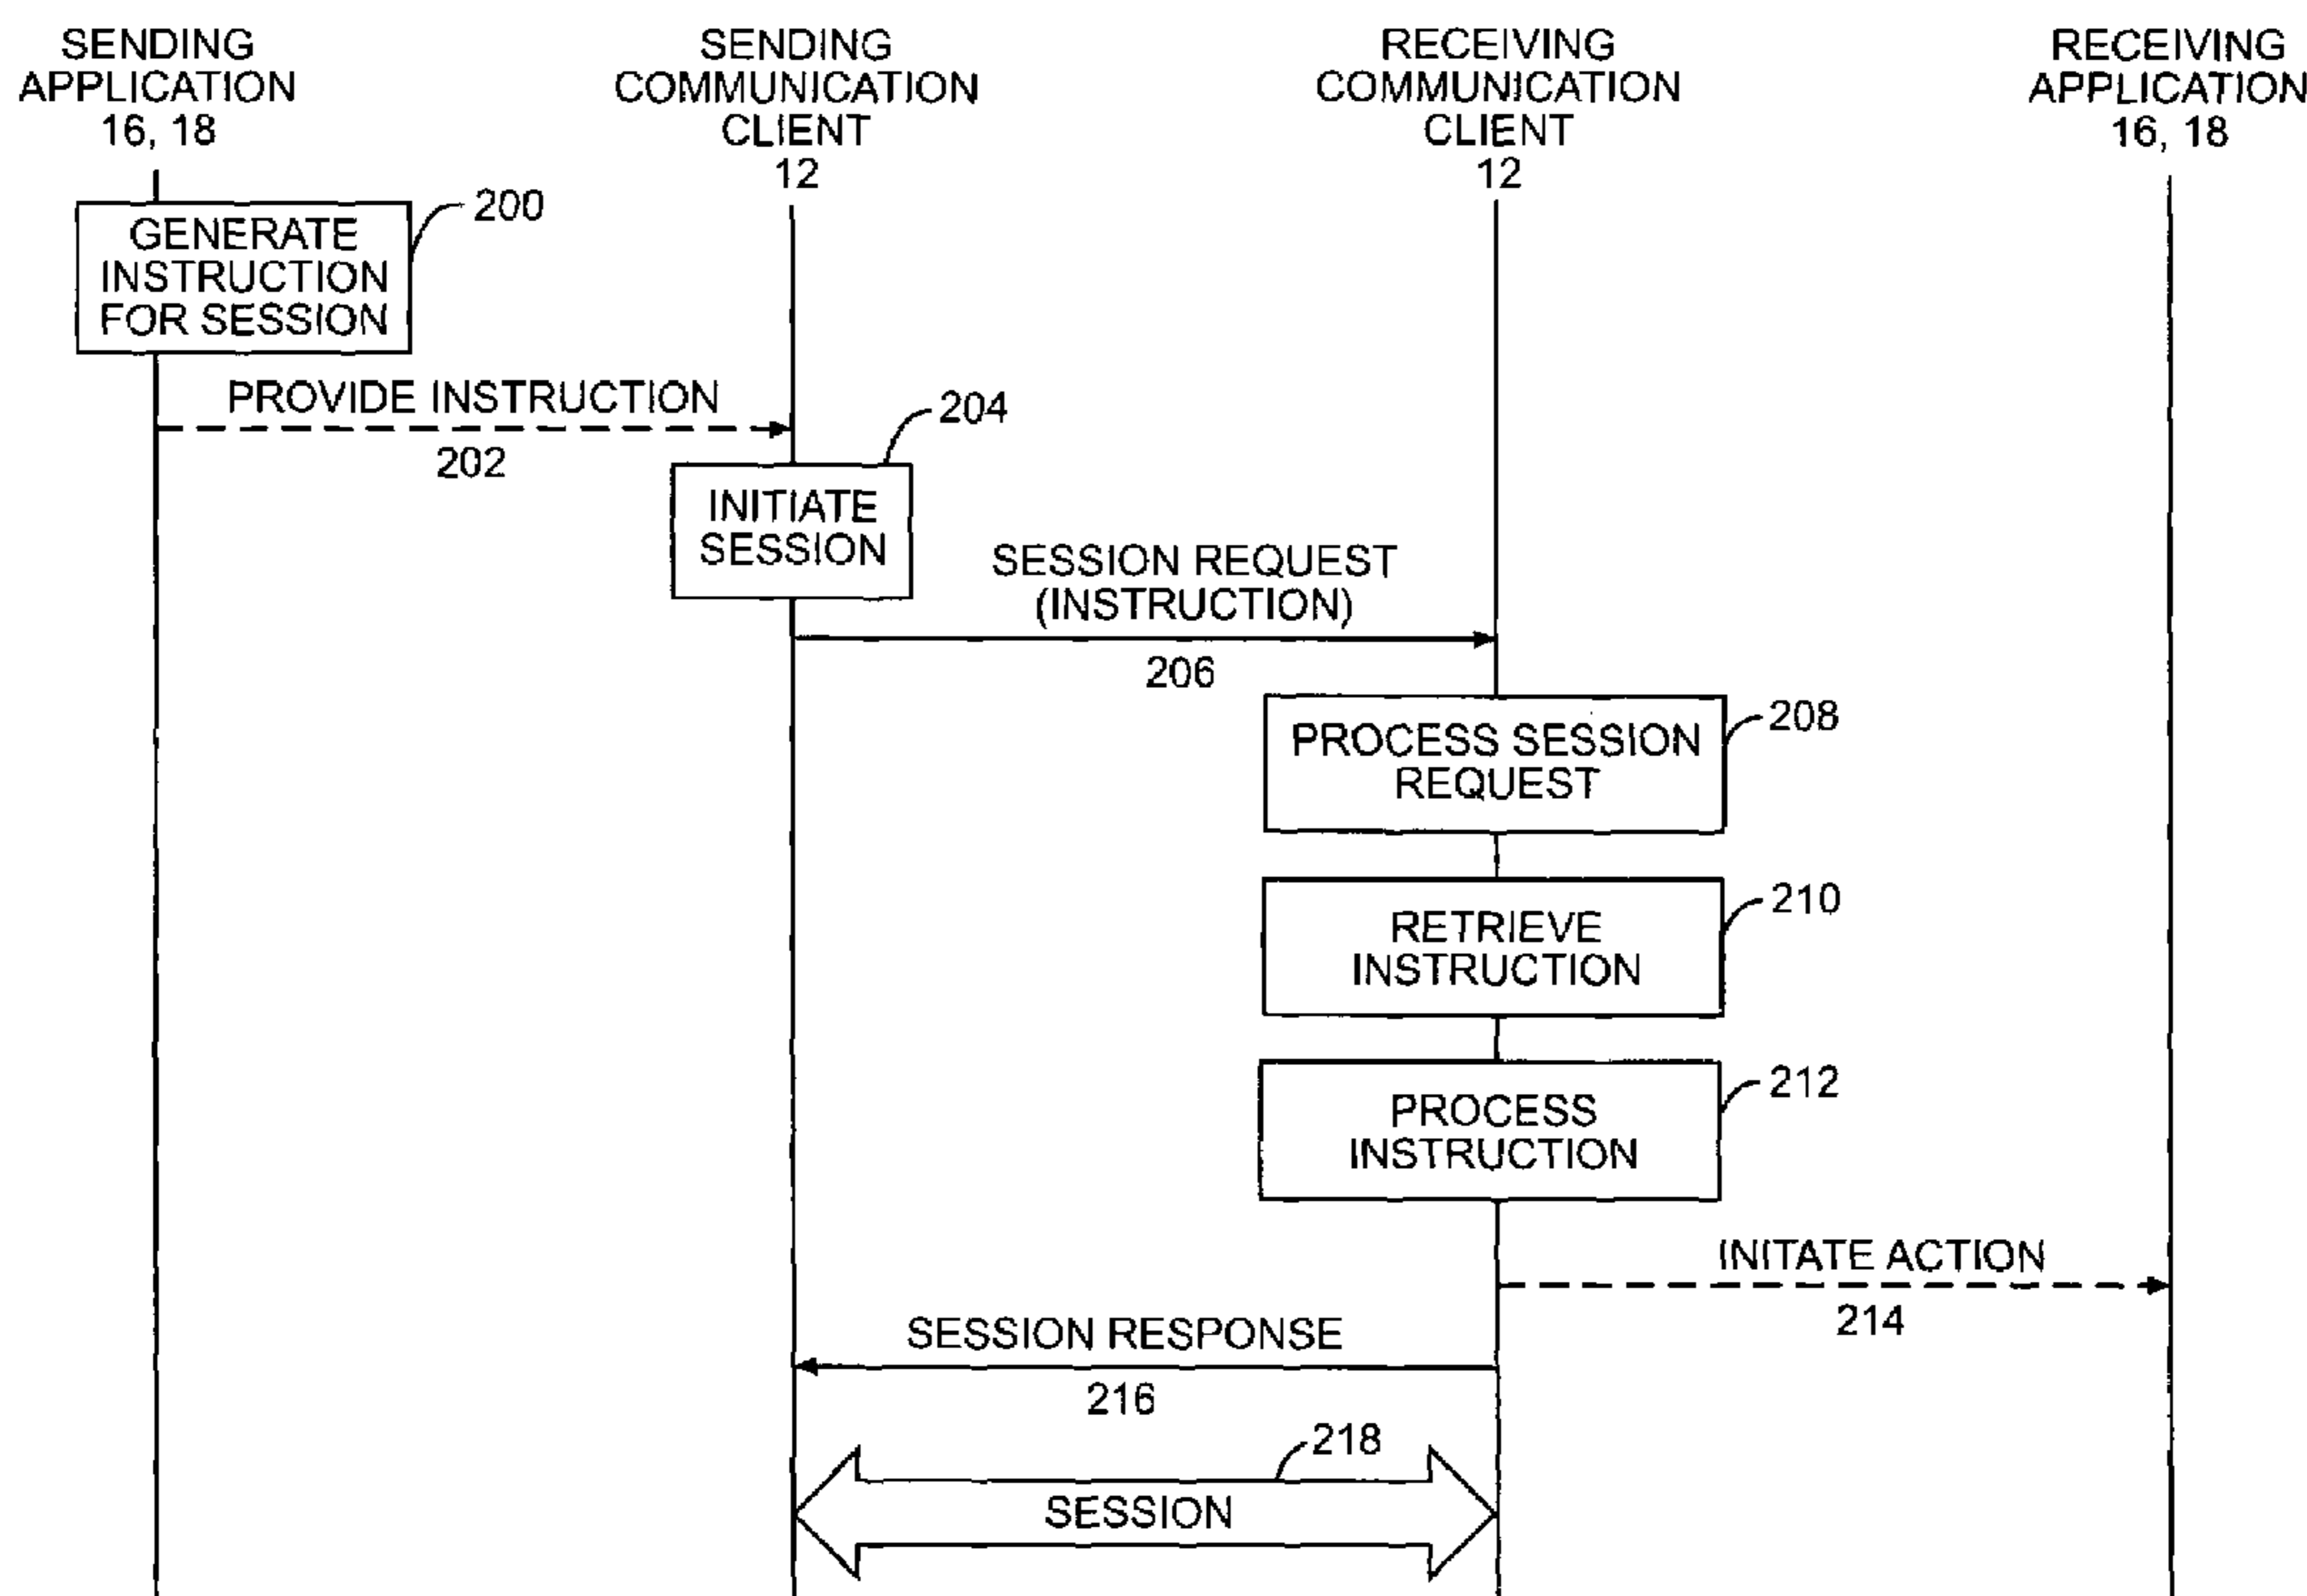 SENDING
APPLICATION
16, 18
SENDING
COMMUNICATION
CLIENT
12
RECEIVING
COMMUNICATION
CLIENT
12
RECEIVING
APPLICATION
16, 18
GENERATE
INSTRUCTION
FOR SESSION
200
PROVIDE INSTRUCTION
202
204
INITIATE
SESSION
SESSION REQUEST
(INSTRUCTION)
206
PROCESS SESSION
REQUEST
208
RETRIEVE
INSTRUCTION
210
PROCESS
INSTRUCTION
212
INITATE ACTION
214
SESSION RESPONSE
216
218
SESSION